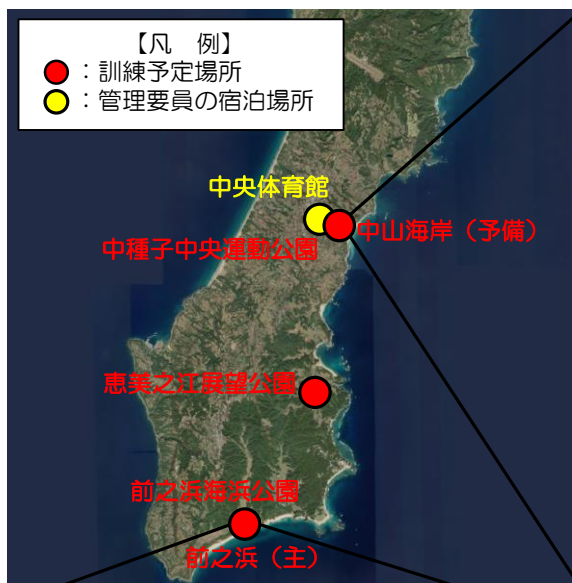 【凡　例】
：訓練予定場所
：管理要員の宿泊場所
中央体育館
中山海岸（予備）
中種子中央運動公園
恵美之江展望公園
前之浜海浜公園
前之浜（主）